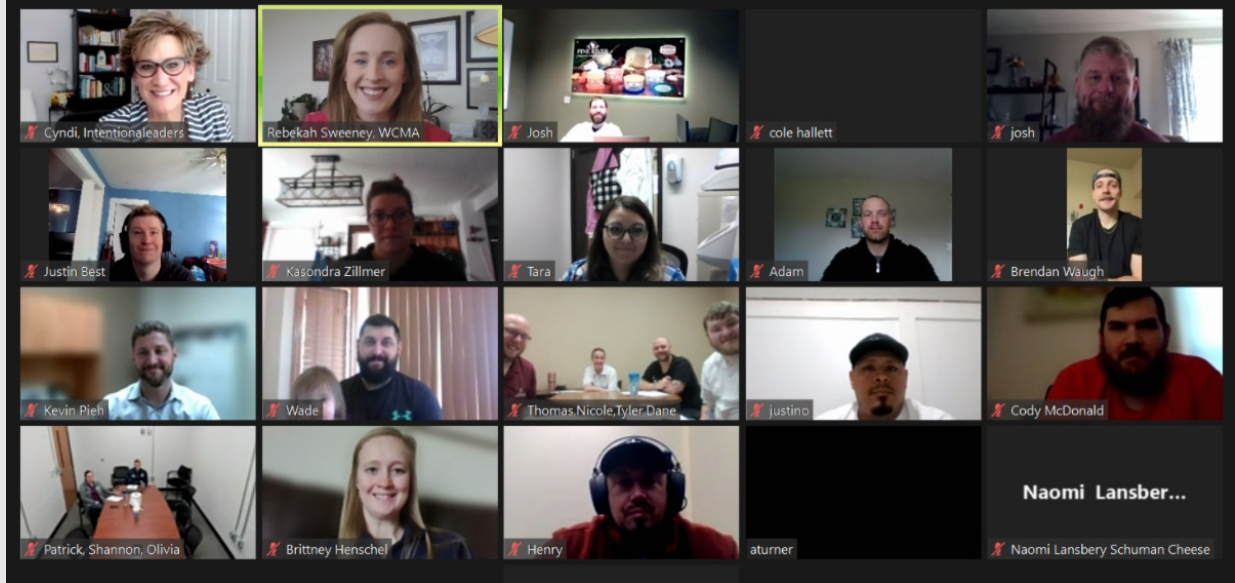 Cyndi, Intentionaleaders
Rebekah Sweeney, WCMA
PINE RIVER
Josh
cole hallett
josh
Justin Best
Kasondra Zillmer
Tara
Adam
Brendan Waugh
Kevin Pieh
Wade
Thomas,Nicole,Tyler Dane
justino
Cody McDonald
Patrick, Shannon, Olivia
Brittney Henschel
Henry
aturner
Naomi Lansber...
Naomi Lansbery Schuman Cheese